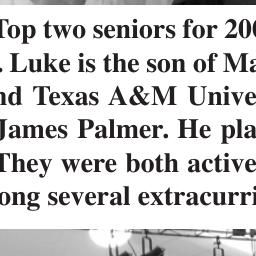 Top two seniors for 200
. Luke is the son of Ma
nd Texas A&M Unive
James Palmer. He pla
They were both active
ong several extracurri